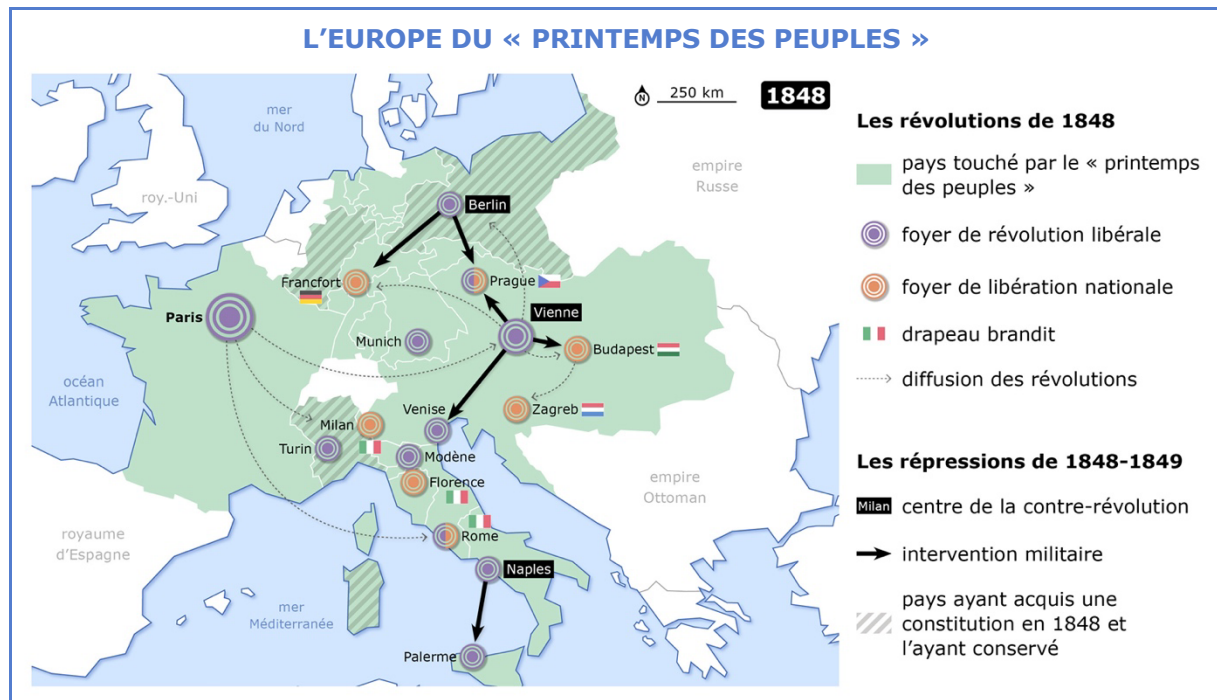 L'EUROPE DU « PRINTEMPS DES PEUPLES »
N
250 km
1848
mer
du Nord
roy.-Uni
empire
Russe
Berlin
Francfort
Prague
Paris
Vienne
Munich
Budapest
océan
Atlantique
Venise
Zagreb
Milan
Turin
Modène
Florence
empire
Ottoman
royaume
d'Espagne
Rome
Naples
mer
Méditerranée
Palerme
Les révolutions de 1848
pays touché par le « printemps
des peuples »
foyer de révolution libérale
foyer de libération nationale
drapeau brandit
diffusion des révolutions
Les répressions de 1848-1849
Milan
centre de la contre-révolution
intervention militaire
pays ayant acquis une
constitution en 1848 et
l'ayant conservé